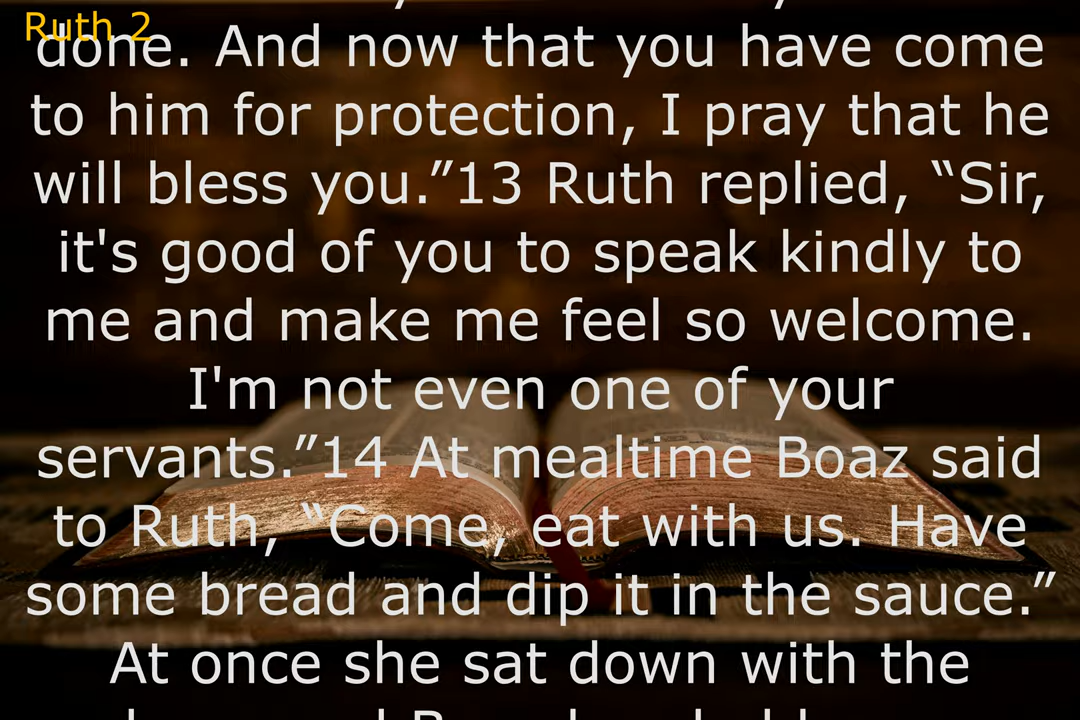 Ruth 2
done. And now that you have come
to him for protection, I pray that he
will bless you.”13 Ruth replied, “Sir,
it's good of you to speak kindly to
me and make me feel so welcome.
I'm not even one of your
servants.”14 At mealtime Boaz said
to Ruth, “Come, eat with us. Have
some bread and dip it in the sauce.”
At once she sat down with the